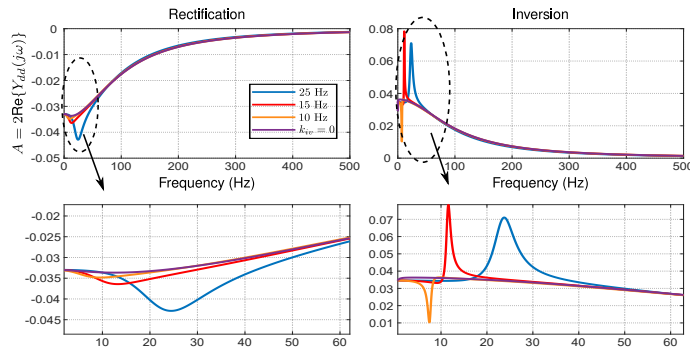 Rectification
Inversion
A = 2Re{Y_dd(jω)}
0
-0.01
-0.02
-0.03
-0.04
-0.05
0 100 200 300 400 500
Frequency (Hz)
25 Hz
15 Hz
10 Hz
k_iv = 0
0.08
0.06
0.04
0.02
0
0 100 200 300 400 500
Frequency (Hz)
-0.02
-0.025
-0.03
-0.035
-0.04
-0.045
10 20 30 40 50 60
0.07
0.06
0.05
0.04
0.03
0.02
0.01
10 20 30 40 50 60